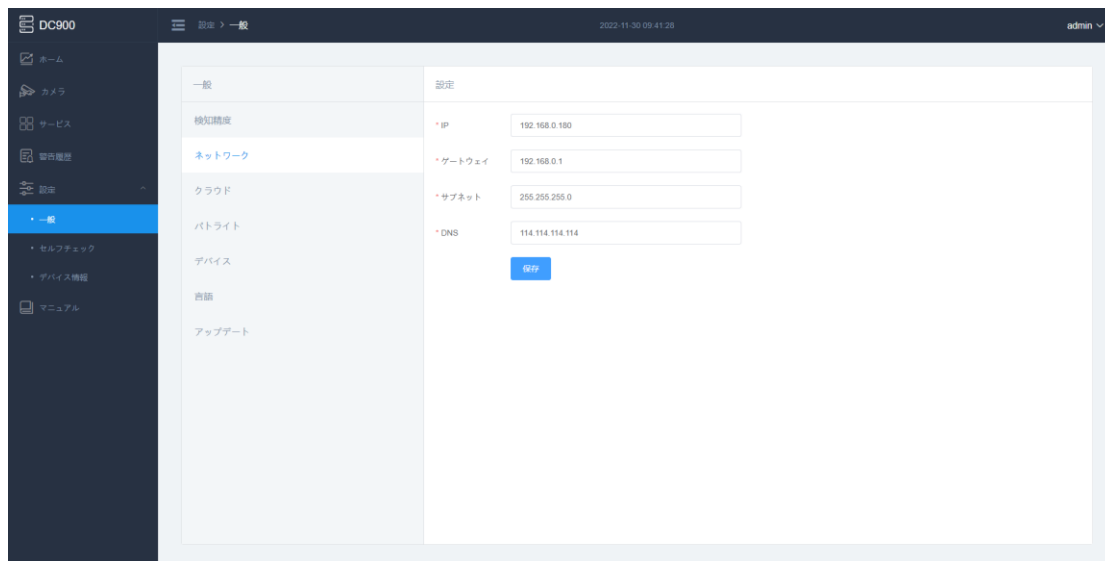 DC900
設定 > 一般
2022-11-30 09:41:28
admin
ホーム
カメラ
サービス
警告履歴
設定
一般
セルフチェック
デバイス情報
マニュアル
一般
検知精度
ネットワーク
クラウド
パトライト
デバイス
言語
アップデート
設定
* IP 192.168.0.180
* ゲートウェイ 192.168.0.1
* サブネット 255.255.255.0
* DNS 114.114.114.114
保存